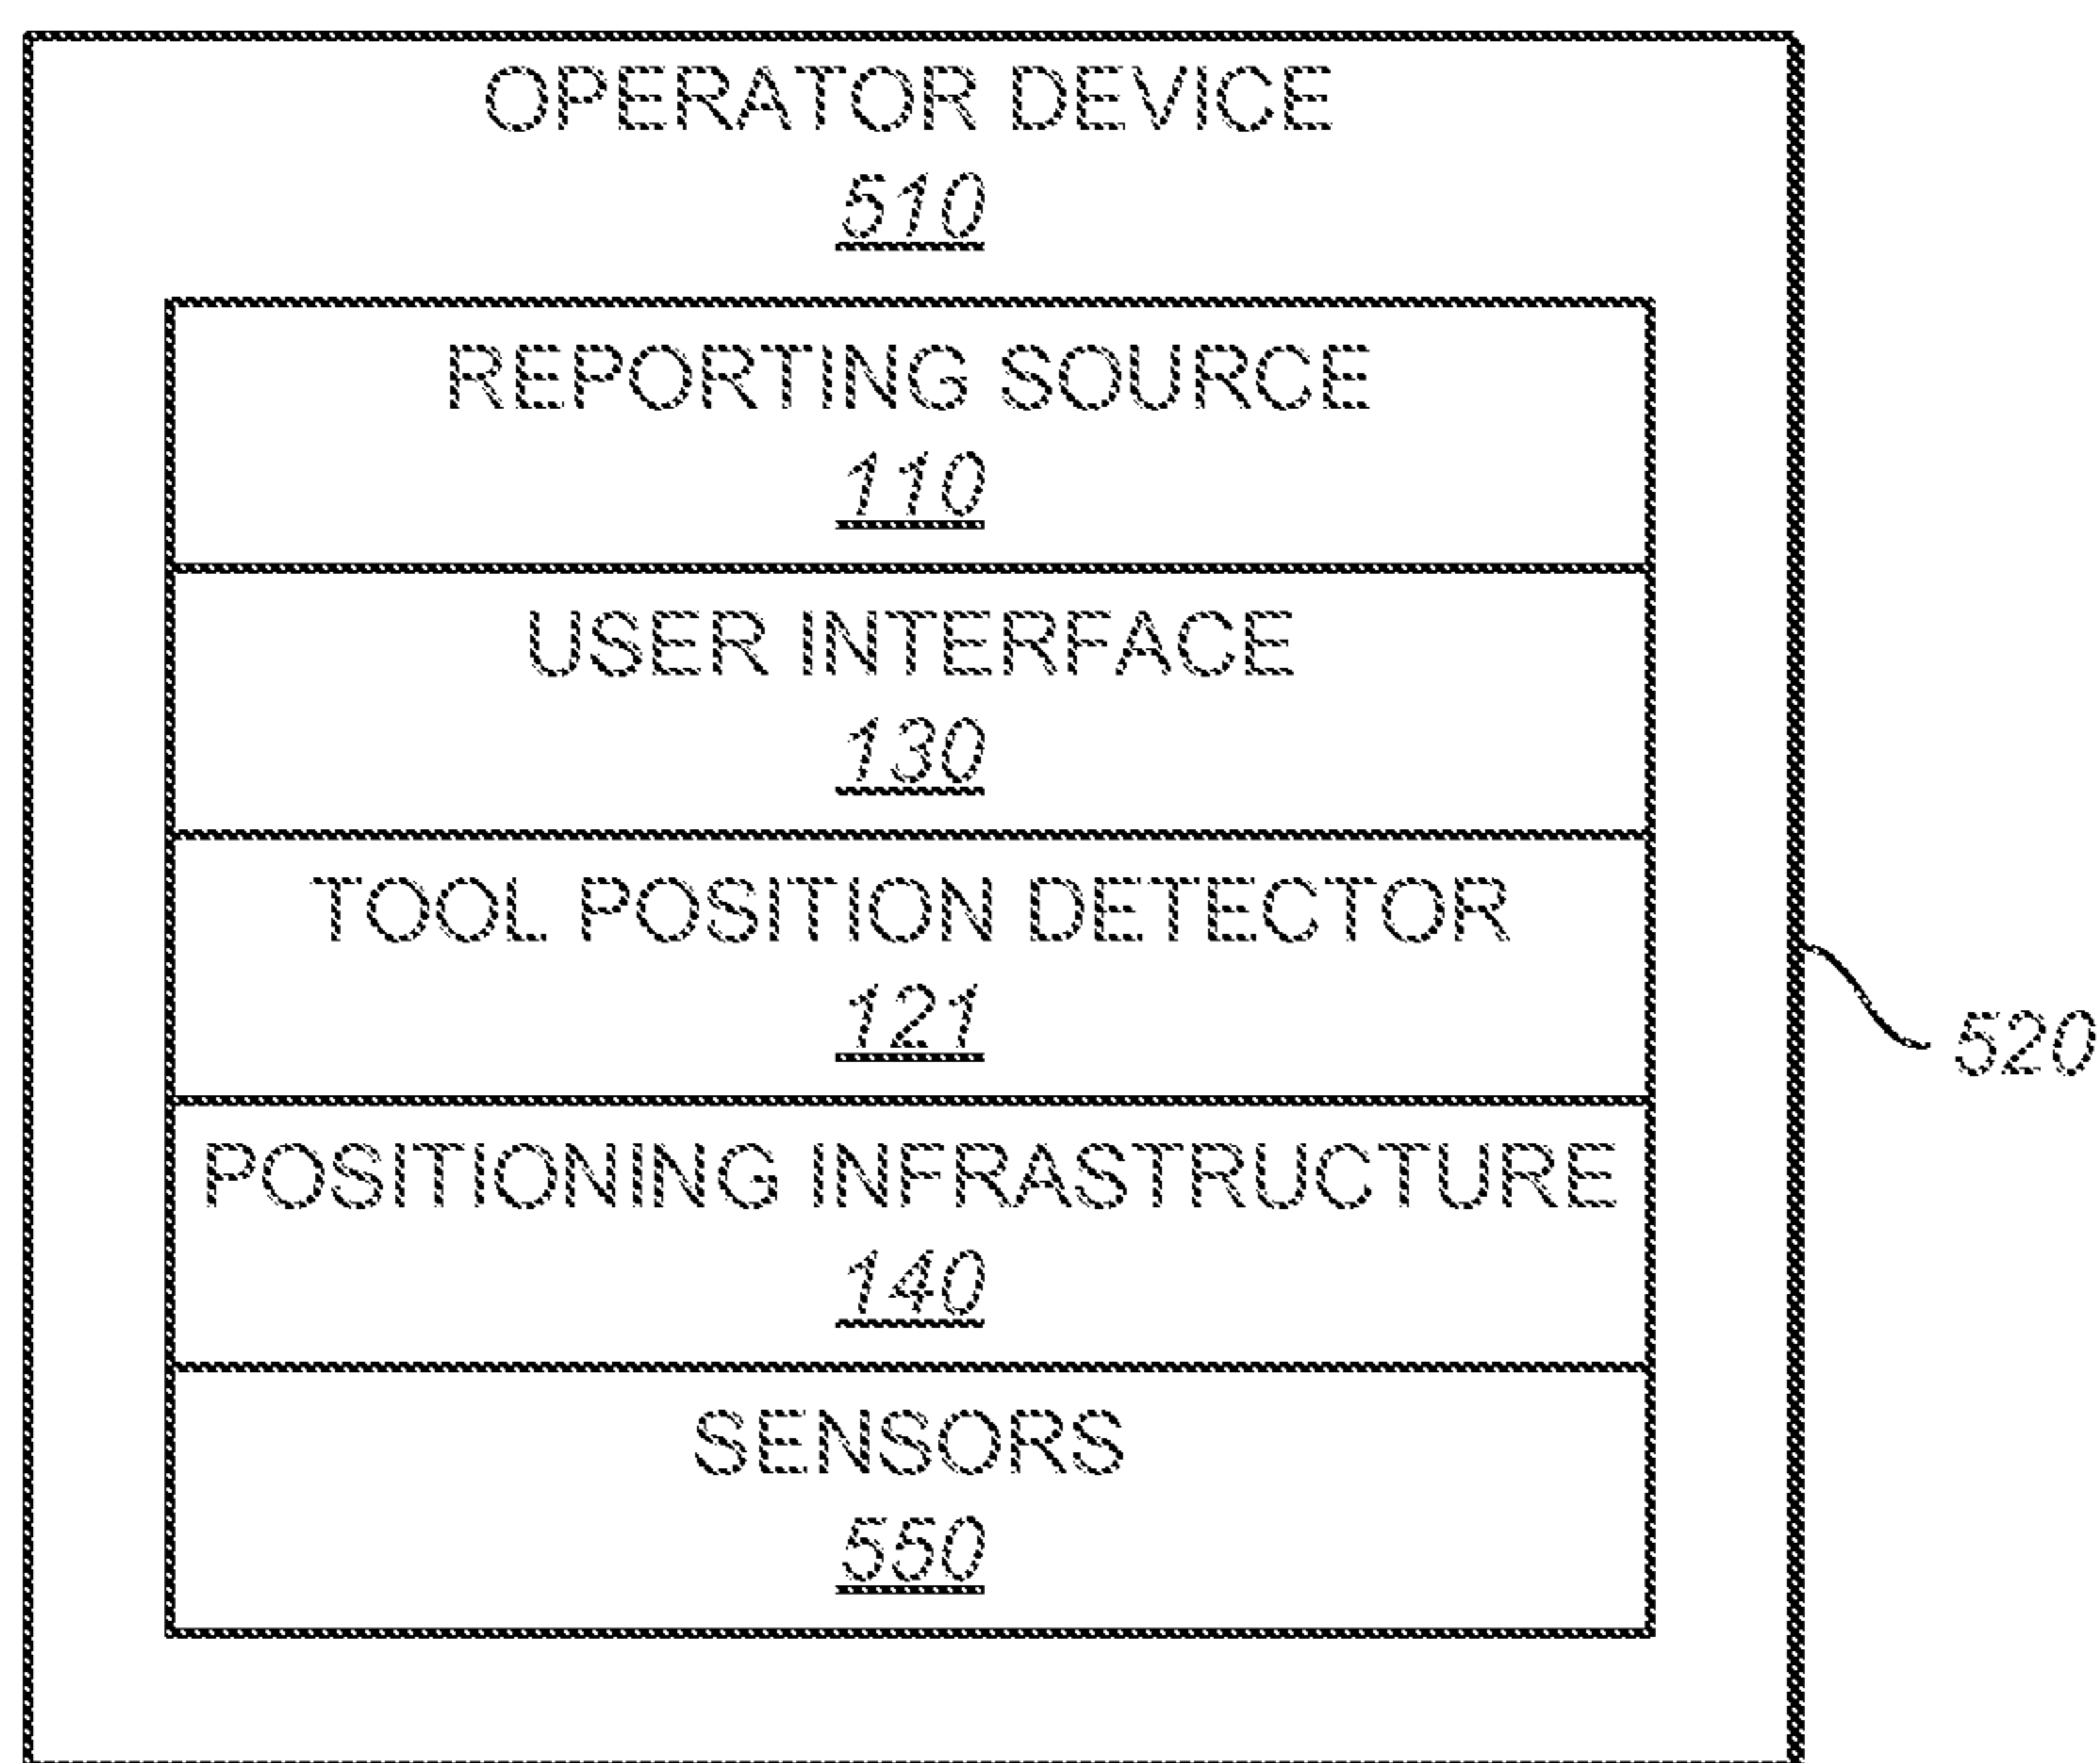 OPERATOR DEVICE
510
REPORTING SOURCE
110
USER INTERFACE
130
TOOL POSITION DETECTOR
121
520
POSITIONING INFRASTRUCTURE
140
SENSORS
550